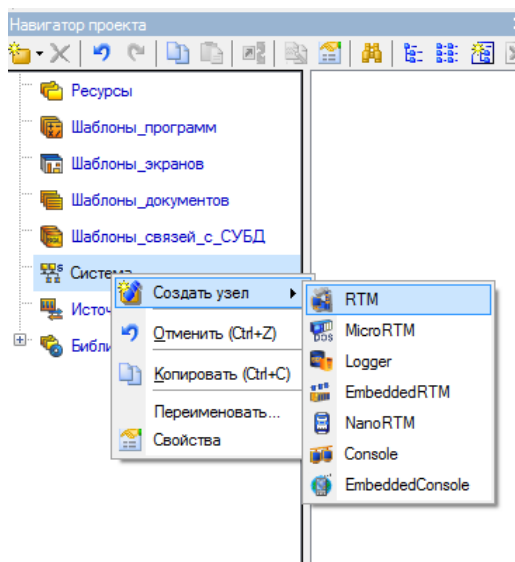 Навигатор проекта
Ресурсы
Шаблоны_программ
Шаблоны_экранов
Шаблоны_документов
Шаблоны_связей_с_СУБД
Система
Создать узел
RTM
MicroRTM
Отменить (Ctrl+Z)
Logger
Копировать (Ctrl+C)
EmbeddedRTM
Переименовать...
NanoRTM
Свойства
Console
EmbeddedConsole